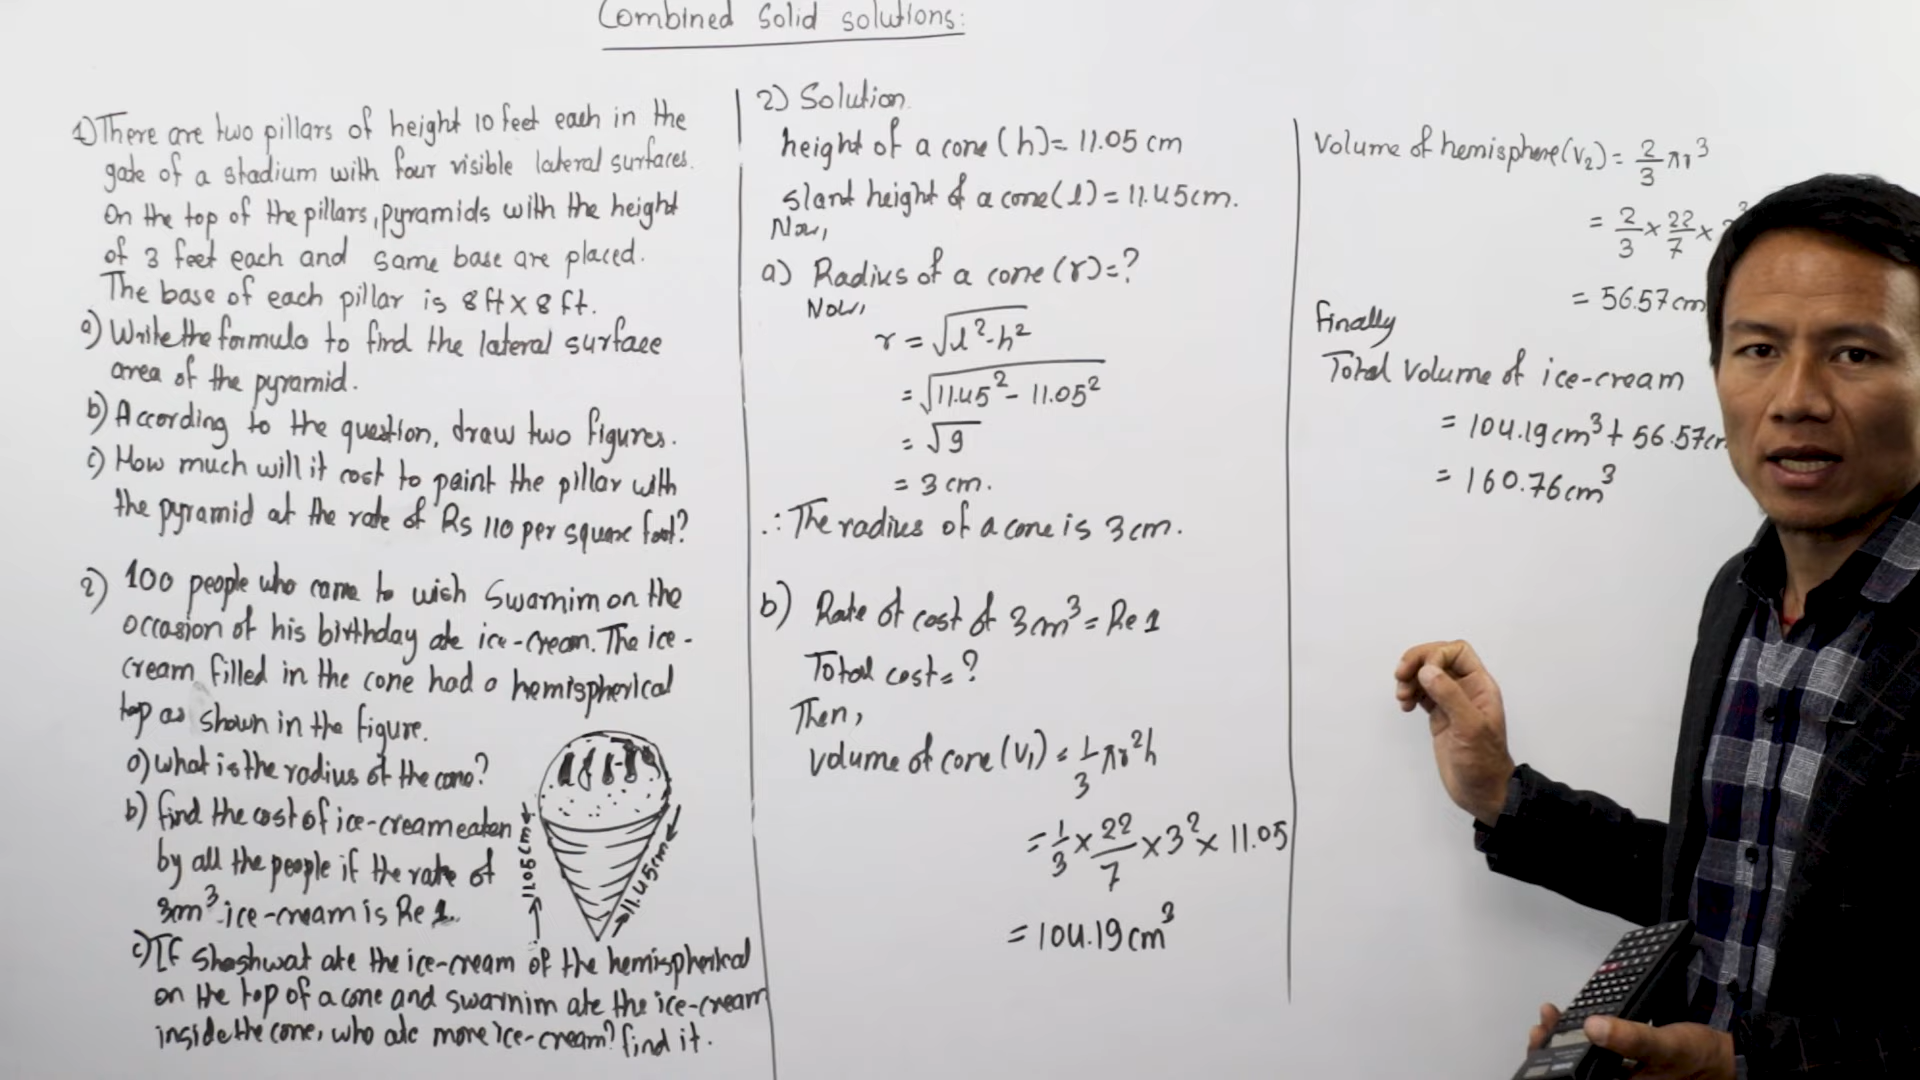 Combined Solid solutions:
1) There are two pillars of height 10 feet each in the
gate of a stadium with four visible lateral surfaces.
On the top of the pillars, pyramids with the height
of 3 feet each and same base are placed.
The base of each pillar is 8 ft × 8 ft.
a) Write the formula to find the lateral surface
area of the pyramid.
b) According to the question, draw two figures.
c) How much will it cost to paint the pillar with
the pyramid at the rate of Rs 110 per square foot?
2) 100 people who came to wish Swarnim on the
occasion of his birthday ate ice-cream. The ice-
cream filled in the cone had a hemispherical
top as shown in the figure.
a) what is the radius of the cone?
b) find the cost of ice-cream eaten
by all the people if the rate of
3cm³ ice-cream is Re 1.
c) If Shashwat ate the ice-cream of the hemispherical
on the top of a cone and swarnim ate the ice-cream
inside the cone, who ate more ice-cream? find it.
11.05cm
11.45cm
2) Solution
height of a cone (h) = 11.05 cm
slant height of a cone (l) = 11.45cm.
Now,
a) Radius of a cone (r) = ?
Now,
r = √l² - h²
= √11.45² - 11.05²
= √9
= 3 cm.
∴ The radius of a cone is 3 cm.
b) Rate of cost of 3cm³ = Re 1
Total cost = ?
Then,
volume of cone (V₁) = 1/3 πr²h
= 1/3 × 22/7 × 3² × 11.05
= 104.19 cm³
Volume of hemisphere (V₂) = 2/3 πr³
= 2/3 × 22/7 ×
= 56.57 cm
finally
Total volume of ice-cream
= 104.19 cm³ + 56.57
= 160.76 cm³